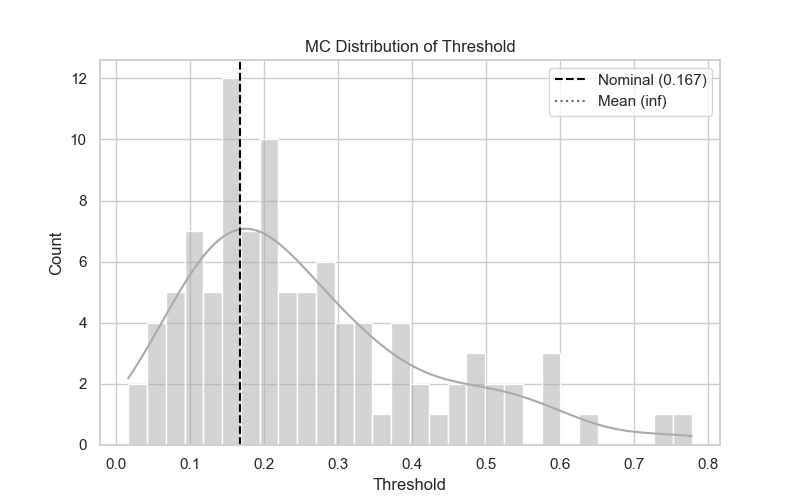 MC Distribution of Threshold
Nominal (0.167)
Mean (inf)
12
10
8
6
4
2
0
Count
0.0 0.1 0.2 0.3 0.4 0.5 0.6 0.7 0.8
Threshold